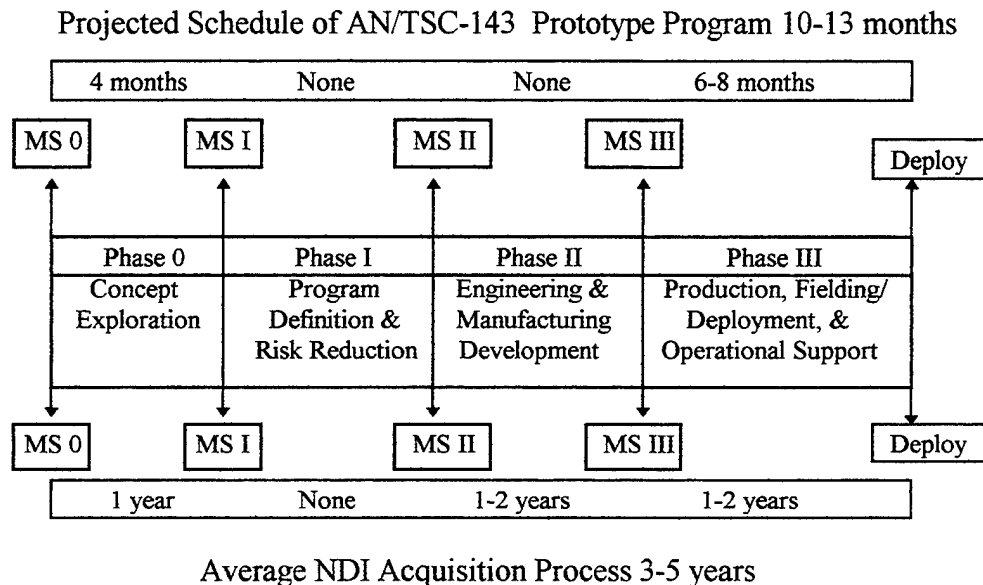 Projected Schedule of AN/TSC-143 Prototype Program 10-13 months
4 months None None 6-8 months
MS 0 MS I MS II MS III Deploy
Phase 0 Phase I Phase II Phase III
Concept Program Engineering & Production, Fielding/
Exploration Definition & Manufacturing Deployment, &
Risk Reduction Development Operational Support
MS 0 MS I MS II MS III Deploy
1 year None 1-2 years 1-2 years
Average NDI Acquisition Process 3-5 years